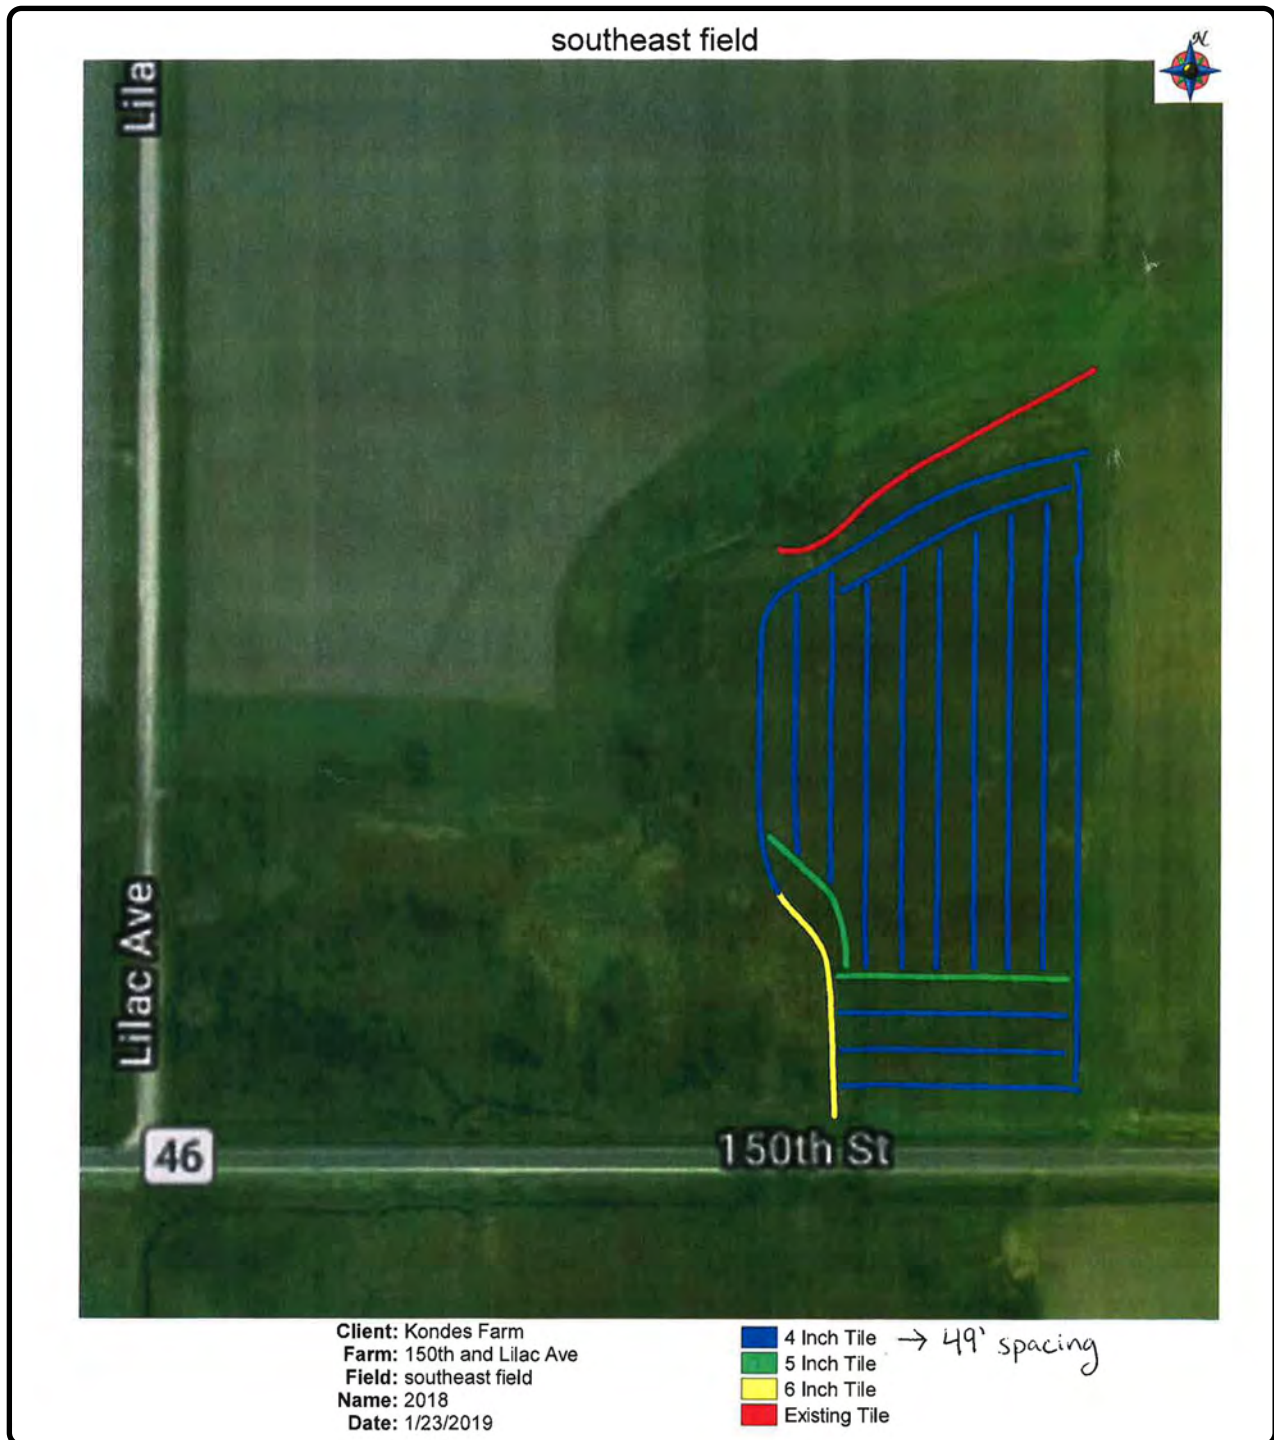 southeast field
N
Lila
Lilac Ave
46
150th St
Client: Kondes Farm
Farm: 150th and Lilac Ave
Field: southeast field
Name: 2018
Date: 1/23/2019
4 Inch Tile → 49' spacing
5 Inch Tile
6 Inch Tile
Existing Tile